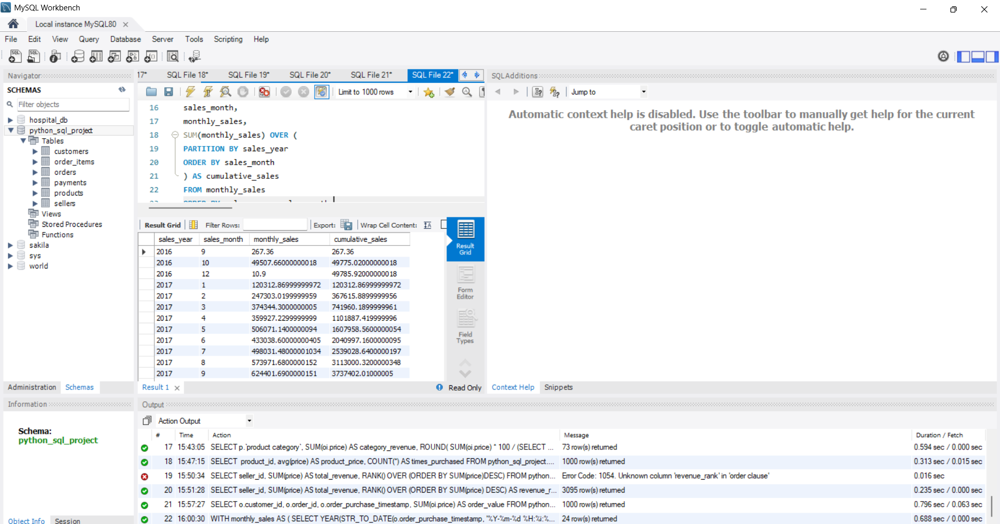 MySQL Workbench
Local instance MySQL80
File Edit View Query Database Server Tools Scripting Help
Navigator
SCHEMAS
Filter objects
hospital_db
python_sql_project
Tables
customers
order_items
orders
payments
products
sellers
Views
Stored Procedures
Functions
sakila
sys
world
Administration Schemas
Information
Schema:
python_sql_project
Object Info Session
17* SQL File 18* SQL File 19* SQL File 20* SQL File 21* SQL File 22*
Limit to 1000 rows
16 sales_month,
17 monthly_sales,
18 SUM(monthly_sales) OVER (
19 PARTITION BY sales_year
20 ORDER BY sales_month
21 ) AS cumulative_sales
22 FROM monthly_sales
Result Grid Filter Rows: Export: Wrap Cell Content:
sales_year sales_month monthly_sales cumulative_sales
2016 9 267.36 267.36
2016 10 49507.66000000018 49775.02000000018
2016 12 10.9 49785.92000000018
2017 1 120312.86999999972 120312.86999999972
2017 2 247303.0199999959 367615.8899999956
2017 3 374344.3000000005 741960.1899999961
2017 4 359927.2299999999 1101887.419999996
2017 5 506071.1400000094 1607958.5600000054
2017 6 433038.60000000405 2040997.1600000095
2017 7 498031.48000001034 2539028.6400000197
2017 8 573971.6800000152 3113000.3200000348
2017 9 624401.6900000151 3737402.01000005
Result Grid
Form Editor
Field Types
Result 1
Read Only
SQLAdditions
Jump to
Automatic context help is disabled. Use the toolbar to manually get help for the current
caret position or to toggle automatic help.
Context Help Snippets
Output
Action Output
# Time Action Message Duration / Fetch
17 15:43:05 SELECT p.`product category`, SUM(oi.price) AS category_revenue, ROUND( SUM(oi.price) * 100 / (SELECT ... 73 row(s) returned 0.594 sec / 0.000 sec
18 15:47:15 SELECT product_id, avg(price) AS product_price, COUNT(*) AS times_purchased FROM python_sql_project.... 1000 row(s) returned 0.313 sec / 0.015 sec
19 15:50:34 SELECT seller_id, SUM(price) AS total_revenue, RANK() OVER (ORDER BY SUM(price)DESC) FROM python... Error Code: 1054. Unknown column 'revenue_rank' in 'order clause' 0.016 sec
20 15:51:28 SELECT seller_id, SUM(price) AS total_revenue, RANK() OVER (ORDER BY SUM(price) DESC) AS revenue_r... 3095 row(s) returned 0.235 sec / 0.000 sec
21 15:57:27 SELECT o.customer_id, o.order_id, o.order_purchase_timestamp, SUM(oi.price) AS order_value FROM python... 1000 row(s) returned 0.796 sec / 0.063 sec
22 16:00:30 WITH monthly_sales AS ( SELECT YEAR(STR_TO_DATE(o.order_purchase_timestamp, '%Y-%m-%d %H:%i:%... 24 row(s) returned 0.688 sec / 0.000 sec